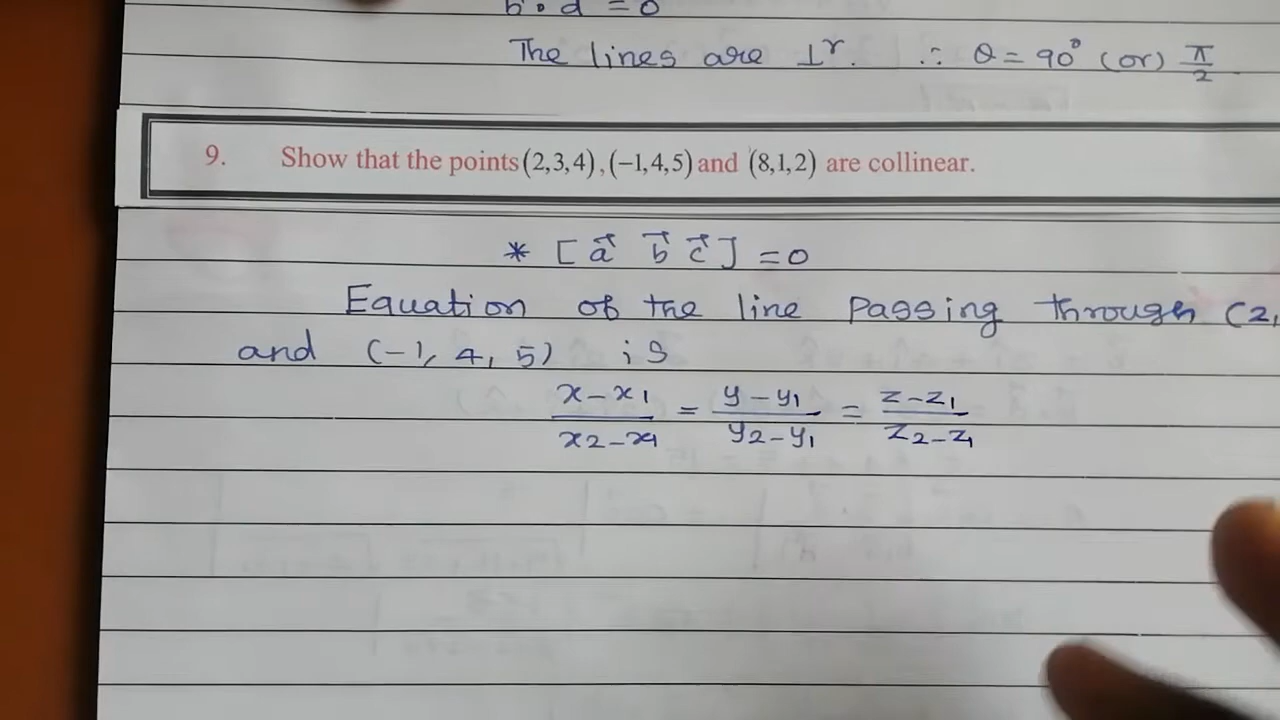 b . d = 0
The lines are ⊥r. ∴ θ = 90° (or) π/2
9. Show that the points (2,3,4),(−1,4,5) and (8,1,2) are collinear.
* [a⃗ b⃗ c⃗] = 0
Equation of the line passing through (2,
and (-1, 4, 5) is
x-x1/x2-x1 = y-y1/y2-y1 = z-z1/z2-z1